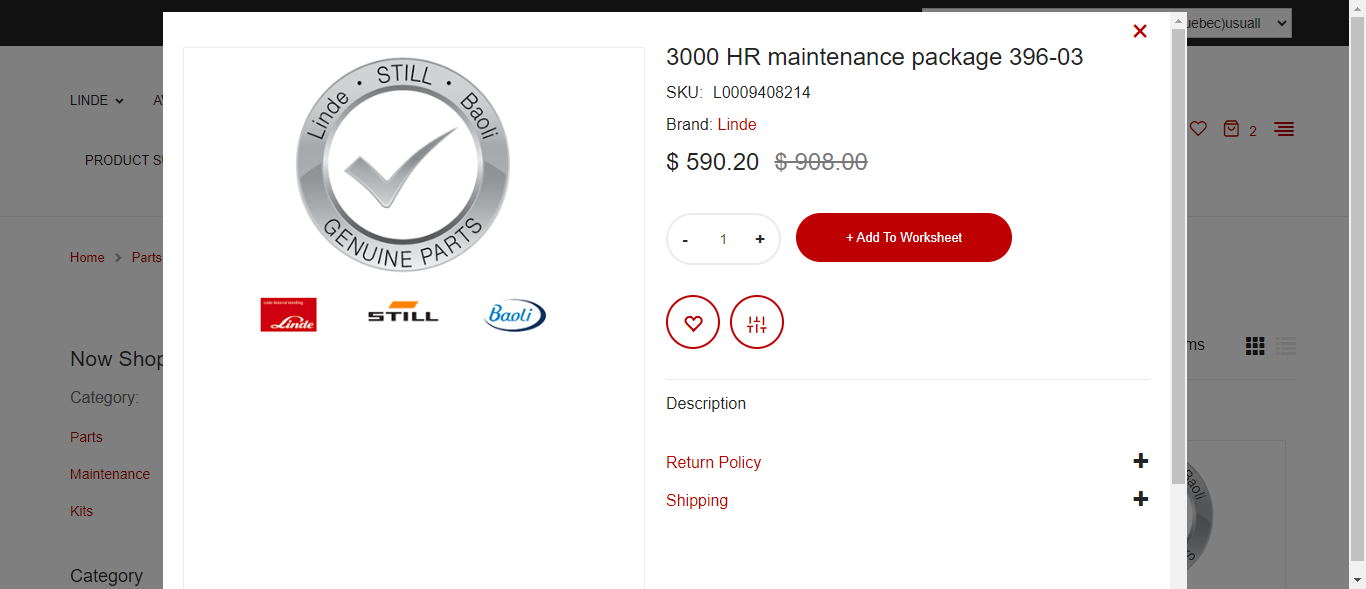 uebec)usuall
LINDE
2
PRODUCT
Home
Parts
Now Shop
Category:
Parts
Maintenance
Kits
Category
Linde · STILL · Baoli
GENUINE PARTS
Linde
STILL
Baoli
3000 HR maintenance package 396-03
SKU: L0009408214
Brand: Linde
$ 590.20 $ 908.00
- 1 +
+ Add To Worksheet
Description
Return Policy
Shipping
ms
Baoli